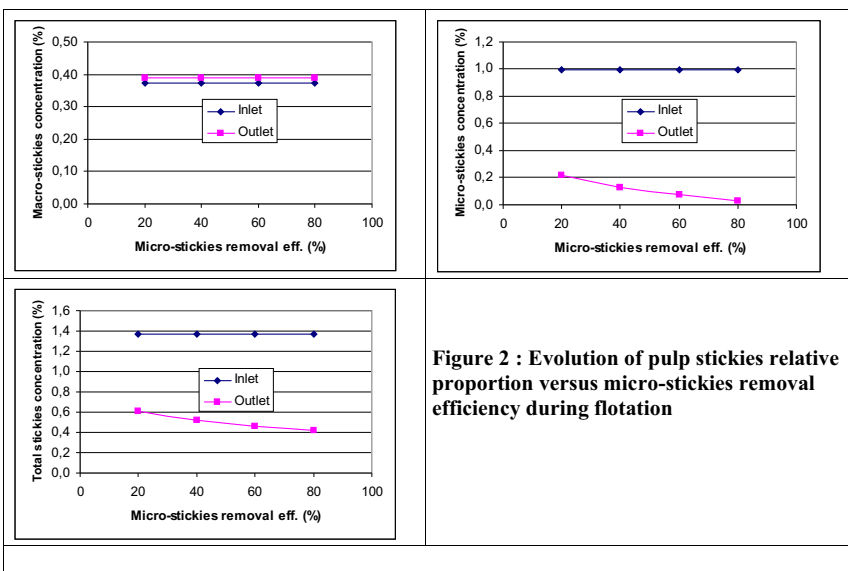 Macro-stickies concentration (%)
0,50
0,40
0,30
0,20
0,10
0,00
Inlet
Outlet
0 20 40 60 80 100
Micro-stickies removal eff. (%)
Micro-stickies concentration (%)
1,2
1,0
0,8
0,6
0,4
0,2
0,0
Inlet
Outlet
0 20 40 60 80 100
Micro-stickies removal eff. (%)
Total stickies concentration (%)
1,6
1,4
1,2
1,0
0,8
0,6
0,4
0,2
0,0
Inlet
Outlet
0 20 40 60 80 100
Micro-stickies removal eff. (%)
Figure 2 : Evolution of pulp stickies relative
proportion versus micro-stickies removal
efficiency during flotation